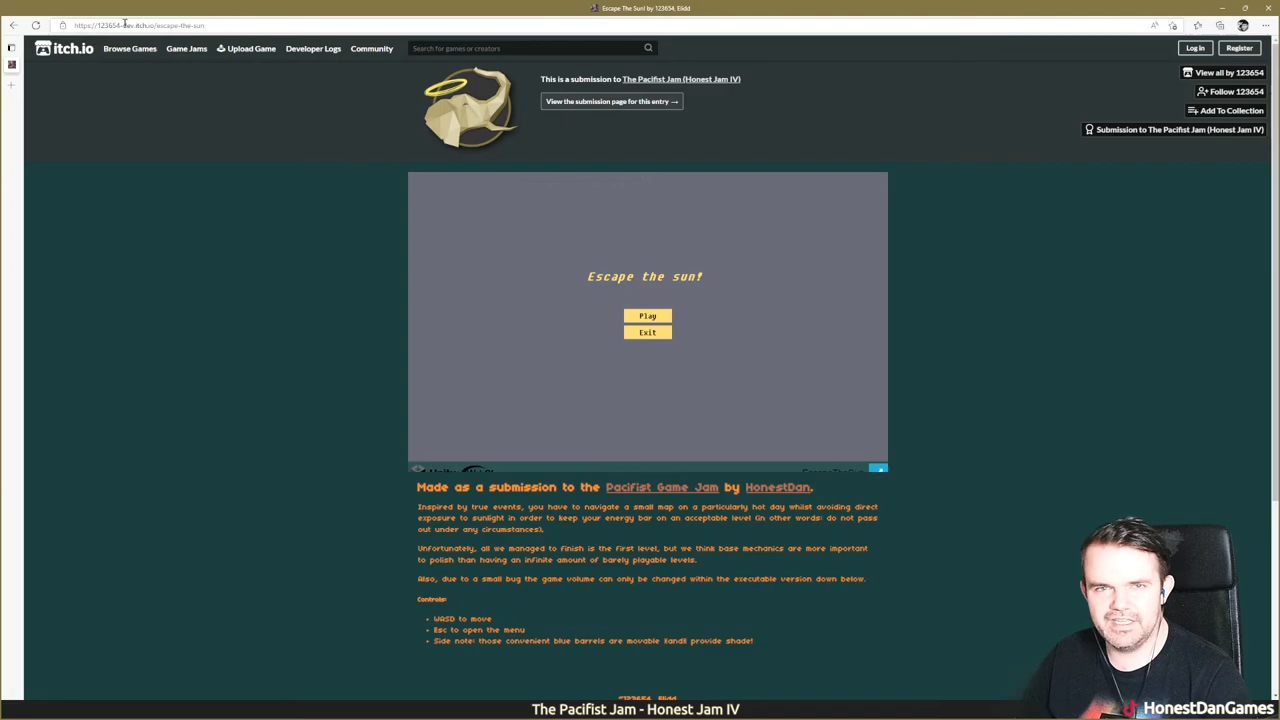 Escape The Sun! by 123654, Elidd
https://123654-dev.itch.io/escape-the-sun
itch.io
Browse Games
Game Jams
Upload Game
Developer Logs
Community
Search for games or creators
Log in
Register
This is a submission to The Pacifist Jam (Honest Jam IV)
View the submission page for this entry →
View all by 123654
Follow 123654
Add To Collection
Submission to The Pacifist Jam (Honest Jam IV)
Escape the sun!
Play
Exit
Made as a submission to the Pacifist Game Jam by HonestDan.
Inspired by true events, you have to navigate a small map on a particularly hot day whilst avoiding direct
exposure to sunlight in order to keep your energy bar on an acceptable level (in other words: do not pass
out under any circumstances).
Unfortunately, all we managed to finish is the first level, but we think base mechanics are more important
to polish than having an infinite amount of barely playable levels.
Also, due to a small bug the game volume can only be changed within the executable version down below.
Controls:
WASD to move
Esc to open the menu
Side note: those convenient blue barrels are movable (and) provide shade!
The Pacifist Jam - Honest Jam IV
HonestDanGames